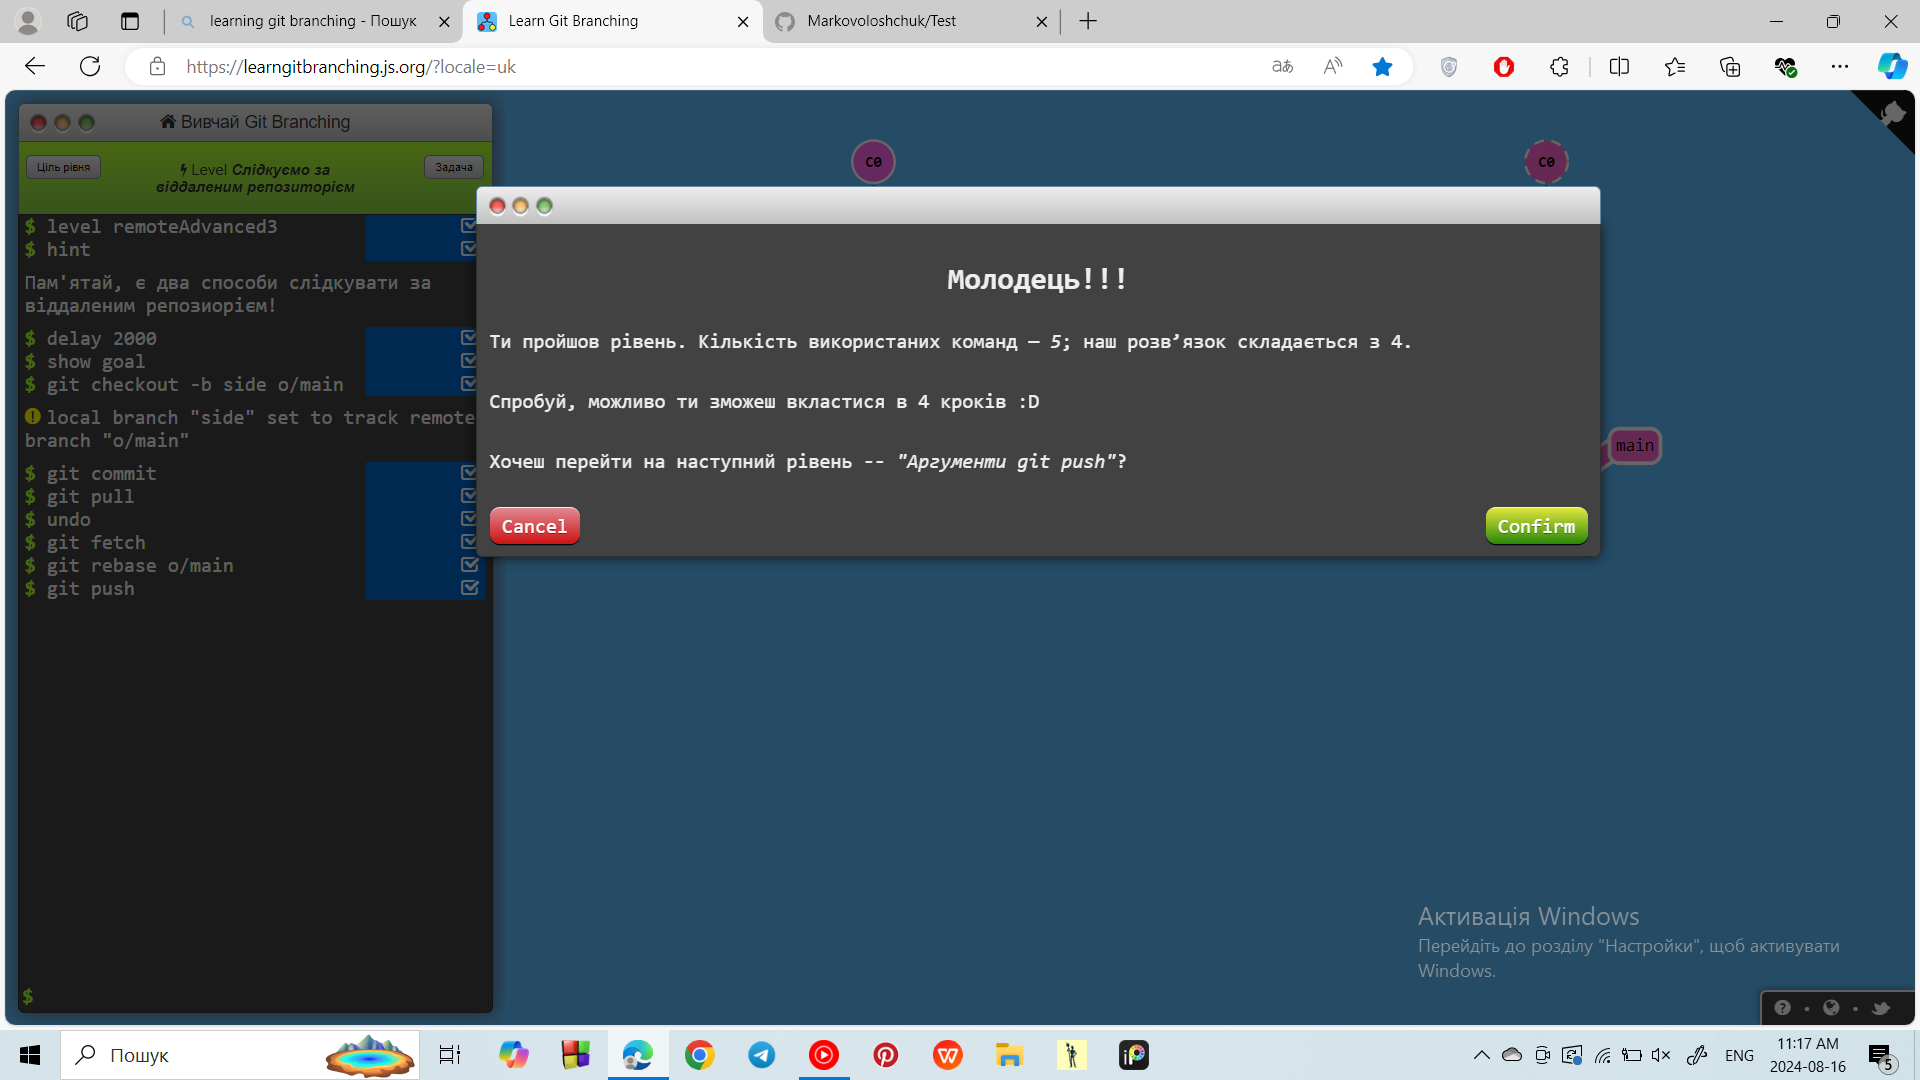 learning git branching - Пошук
Learn Git Branching
Markovoloshchuk/Test
https://learngitbranching.js.org/?locale=uk
Вивчай Git Branching
Ціль рівня
Level Слідкуємо за
віддаленим репозиторієм
Задача
$ level remoteAdvanced3
$ hint
Пам'ятай, є два способи слідкувати за
віддаленим репозиорієм!
$ delay 2000
$ show goal
$ git checkout -b side o/main
local branch "side" set to track remote
branch "o/main"
$ git commit
$ git pull
$ undo
$ git fetch
$ git rebase o/main
$ git push
$
C0
C0
main
Молодець!!!
Ти пройшов рівень. Кількість використаних команд — 5; наш розв’язок складається з 4.
Спробуй, можливо ти зможеш вкластися в 4 кроків :D
Хочеш перейти на наступний рівень -- "Аргументи git push"?
Cancel
Confirm
Активація Windows
Перейдіть до розділу "Настройки", щоб активувати
Windows.
Пошук
ENG
11:17 AM
2024-08-16
5